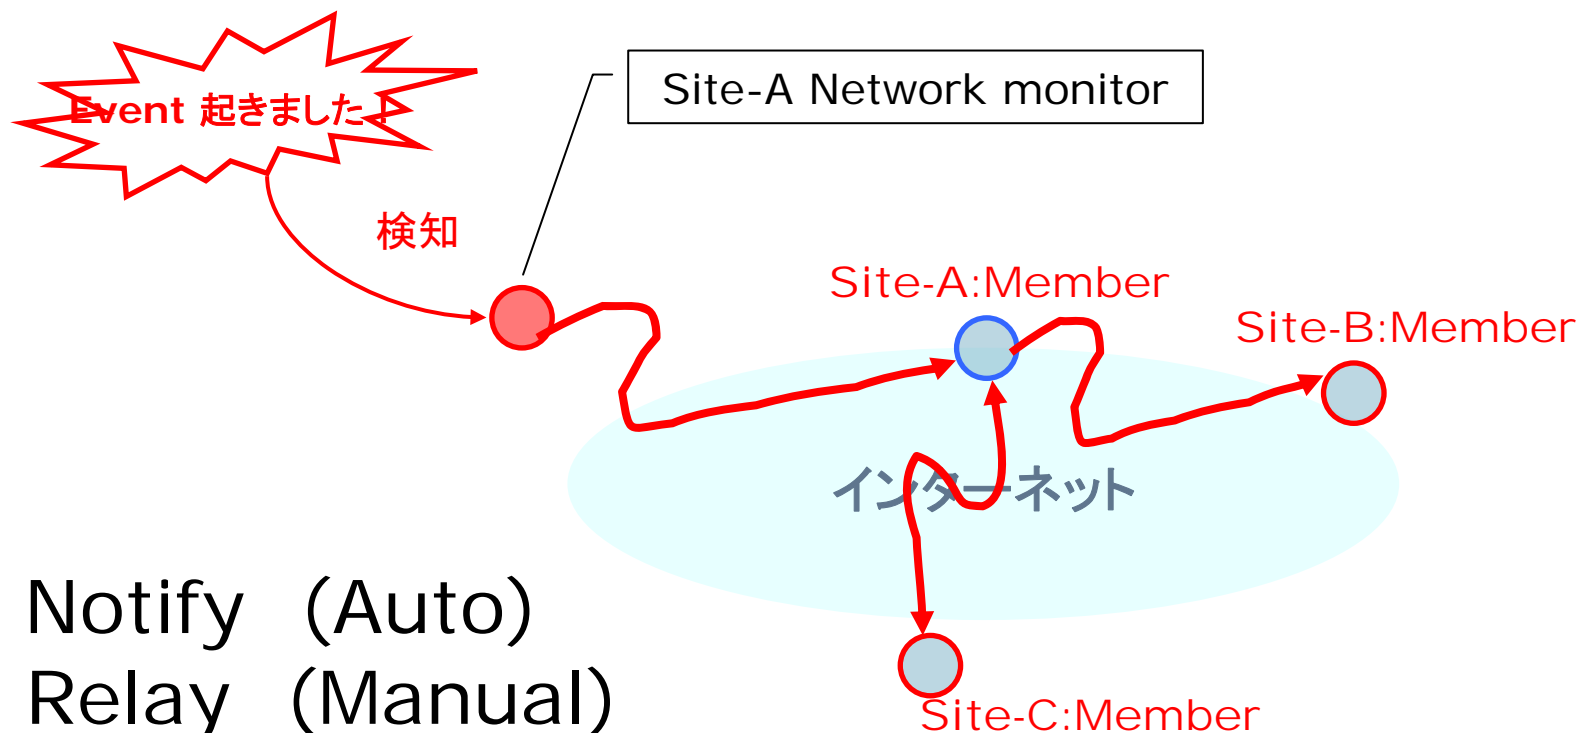 Event 起きました！
Site-A Network monitor
検知
Site-A:Member
Site-B:Member
インターネット
Notify (Auto)
Relay (Manual)
Site-C:Member